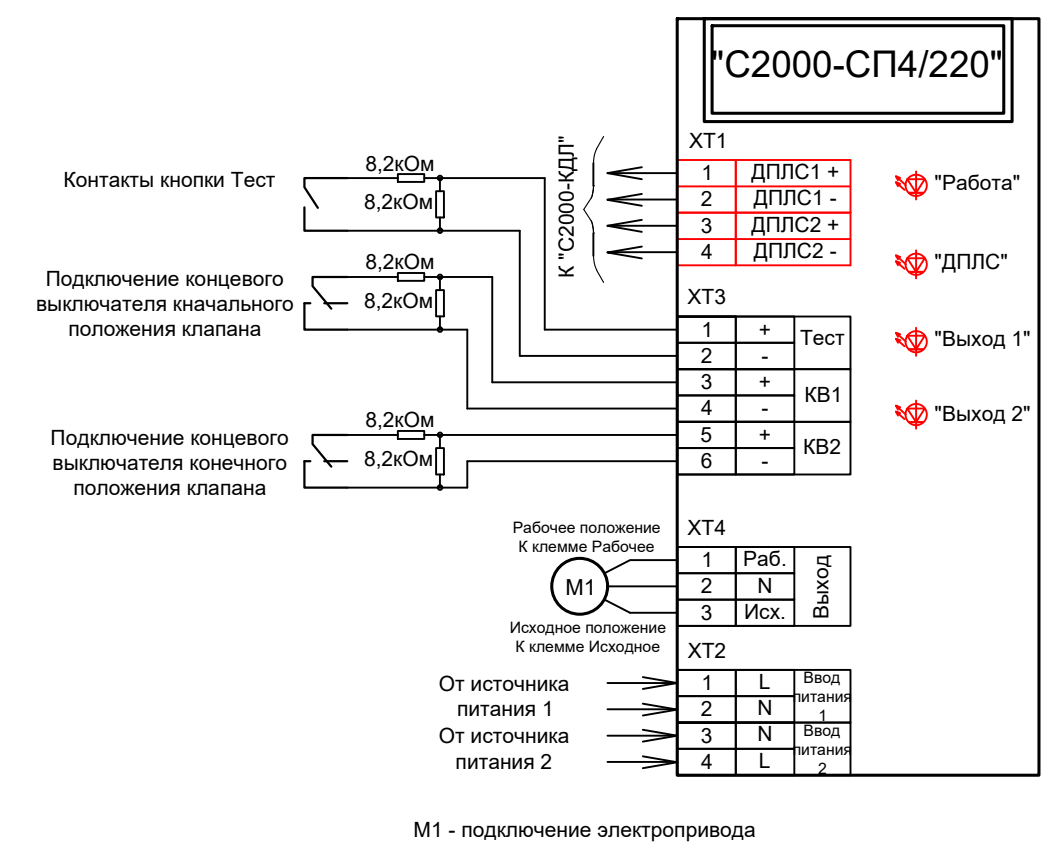 "С2000-СП4/220"
К "С2000-КДЛ"
XT1
1 ДПЛС1 +
2 ДПЛС1 -
3 ДПЛС2 +
4 ДПЛС2 -
"Работа"
"ДПЛС"
"Выход 1"
"Выход 2"
Контакты кнопки Тест
8,2кОм
8,2кОм
Подключение концевого
выключателя кначального
положения клапана
8,2кОм
8,2кОм
Подключение концевого
выключателя конечного
положения клапана
8,2кОм
8,2кОм
XT3
1 + Тест
2 -
3 + КВ1
4 -
5 + КВ2
6 -
Рабочее положение
К клемме Рабочее
М1
Исходное положение
К клемме Исходное
XT4
1 Раб.
2 N
3 Исх.
Выход
XT2
1 L
2 N
Ввод
питания
1
3 N
4 L
Ввод
питания
2
От источника
питания 1
От источника
питания 2
М1 - подключение электропривода